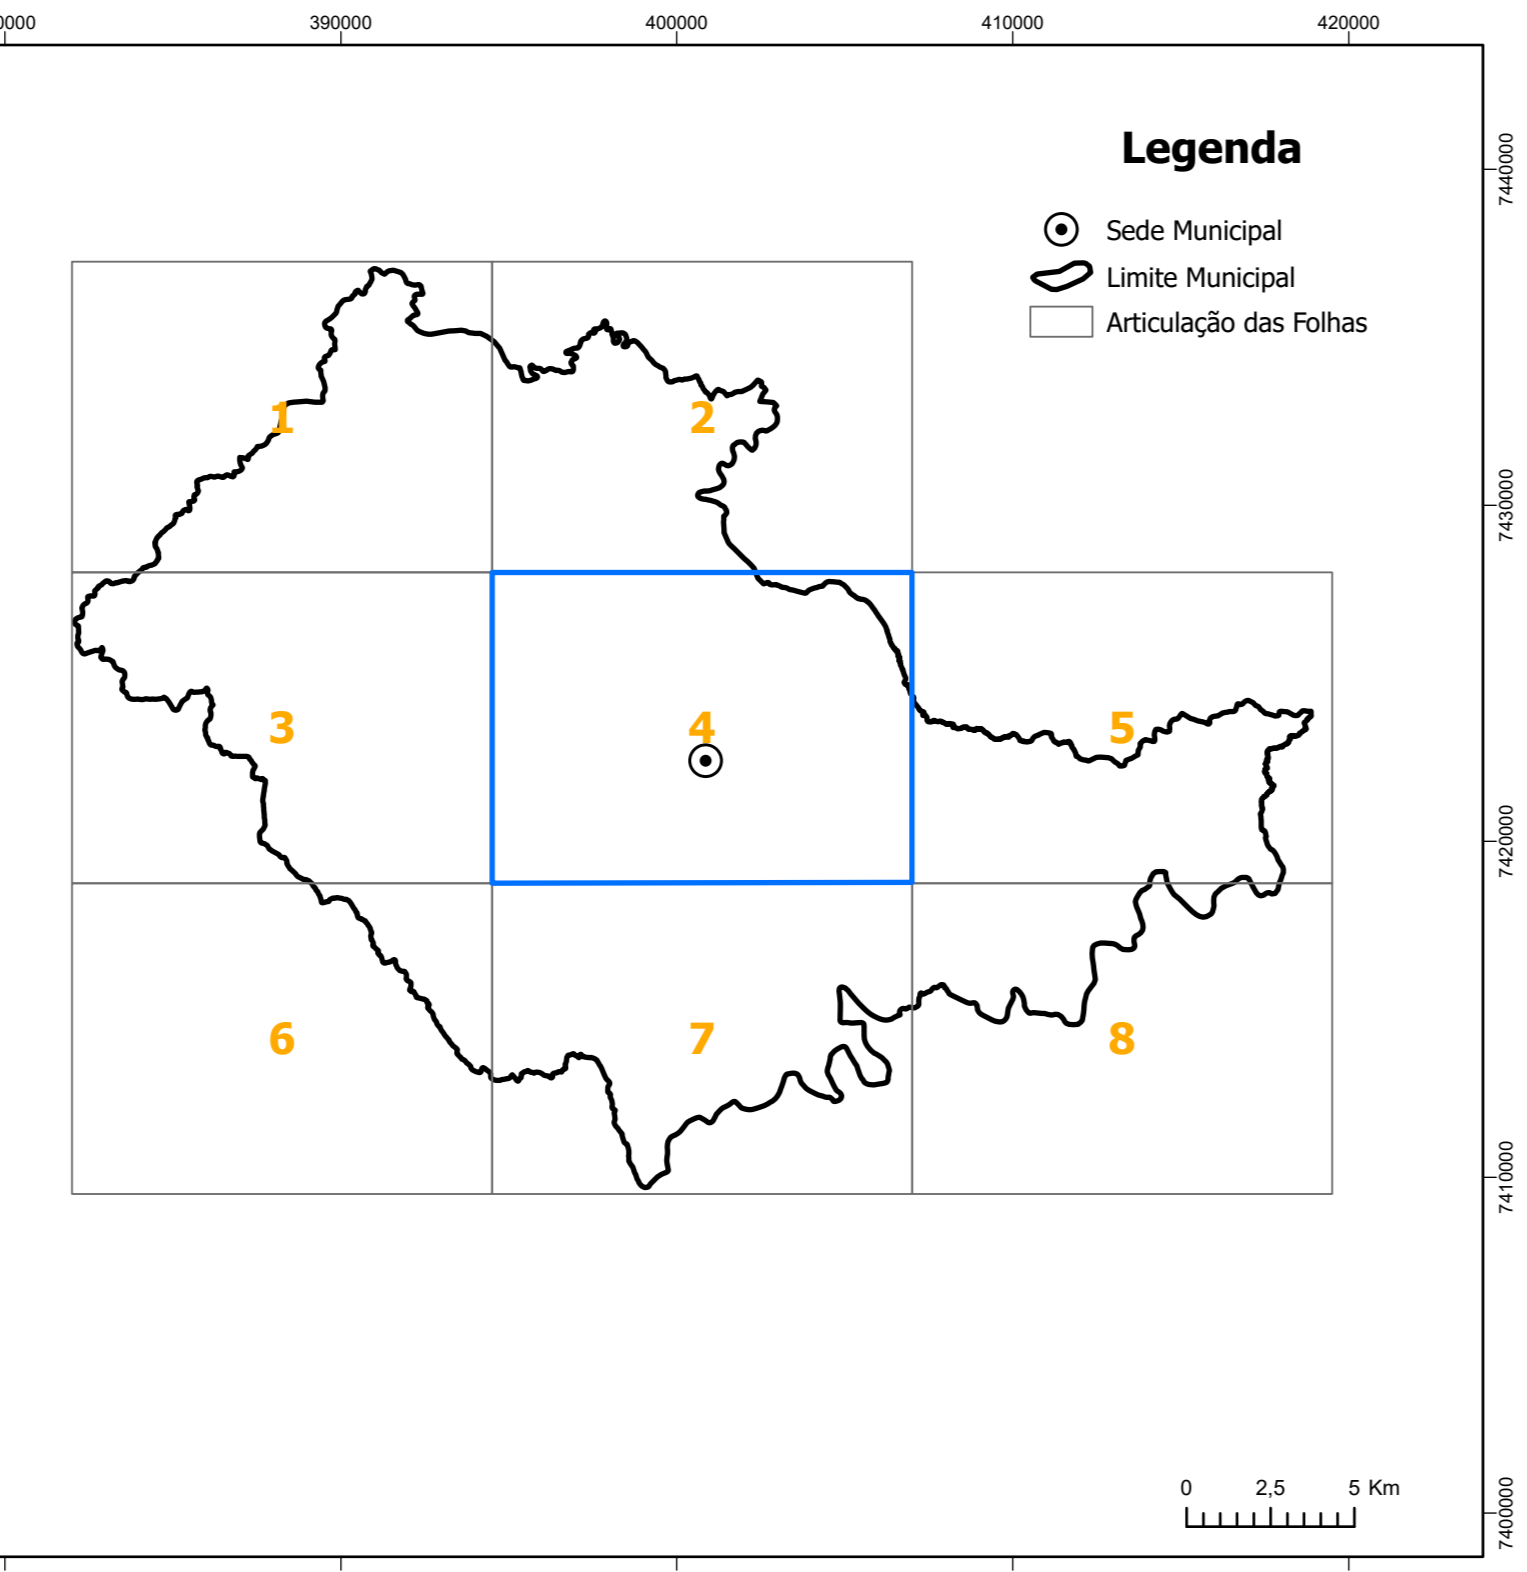 0000 390000 400000 410000 420000
Legenda
Sede Municipal
Limite Municipal
Articulação das Folhas
7440000
7430000
7420000
7410000
7400000
1 2
3 4 5
6 7 8
0 2,5 5 Km